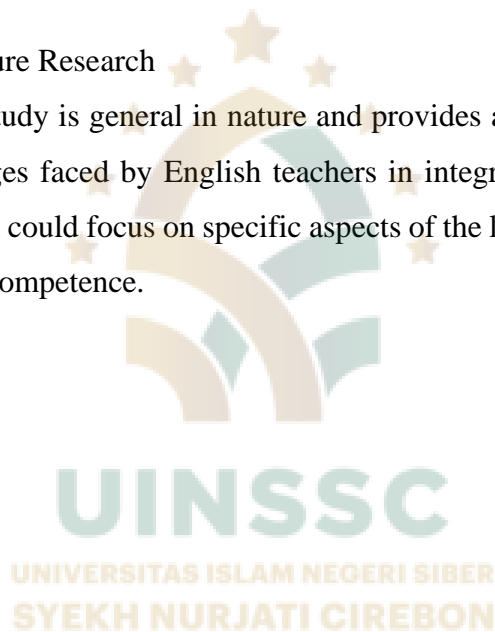 ure Research
tudy is general in nature and provides a
ges faced by English teachers in integr
could focus on specific aspects of the l
ompetence.
UINSSC
UNIVERSITAS ISLAM NEGERI SIBER
SYEKH NURJATI CIREBON